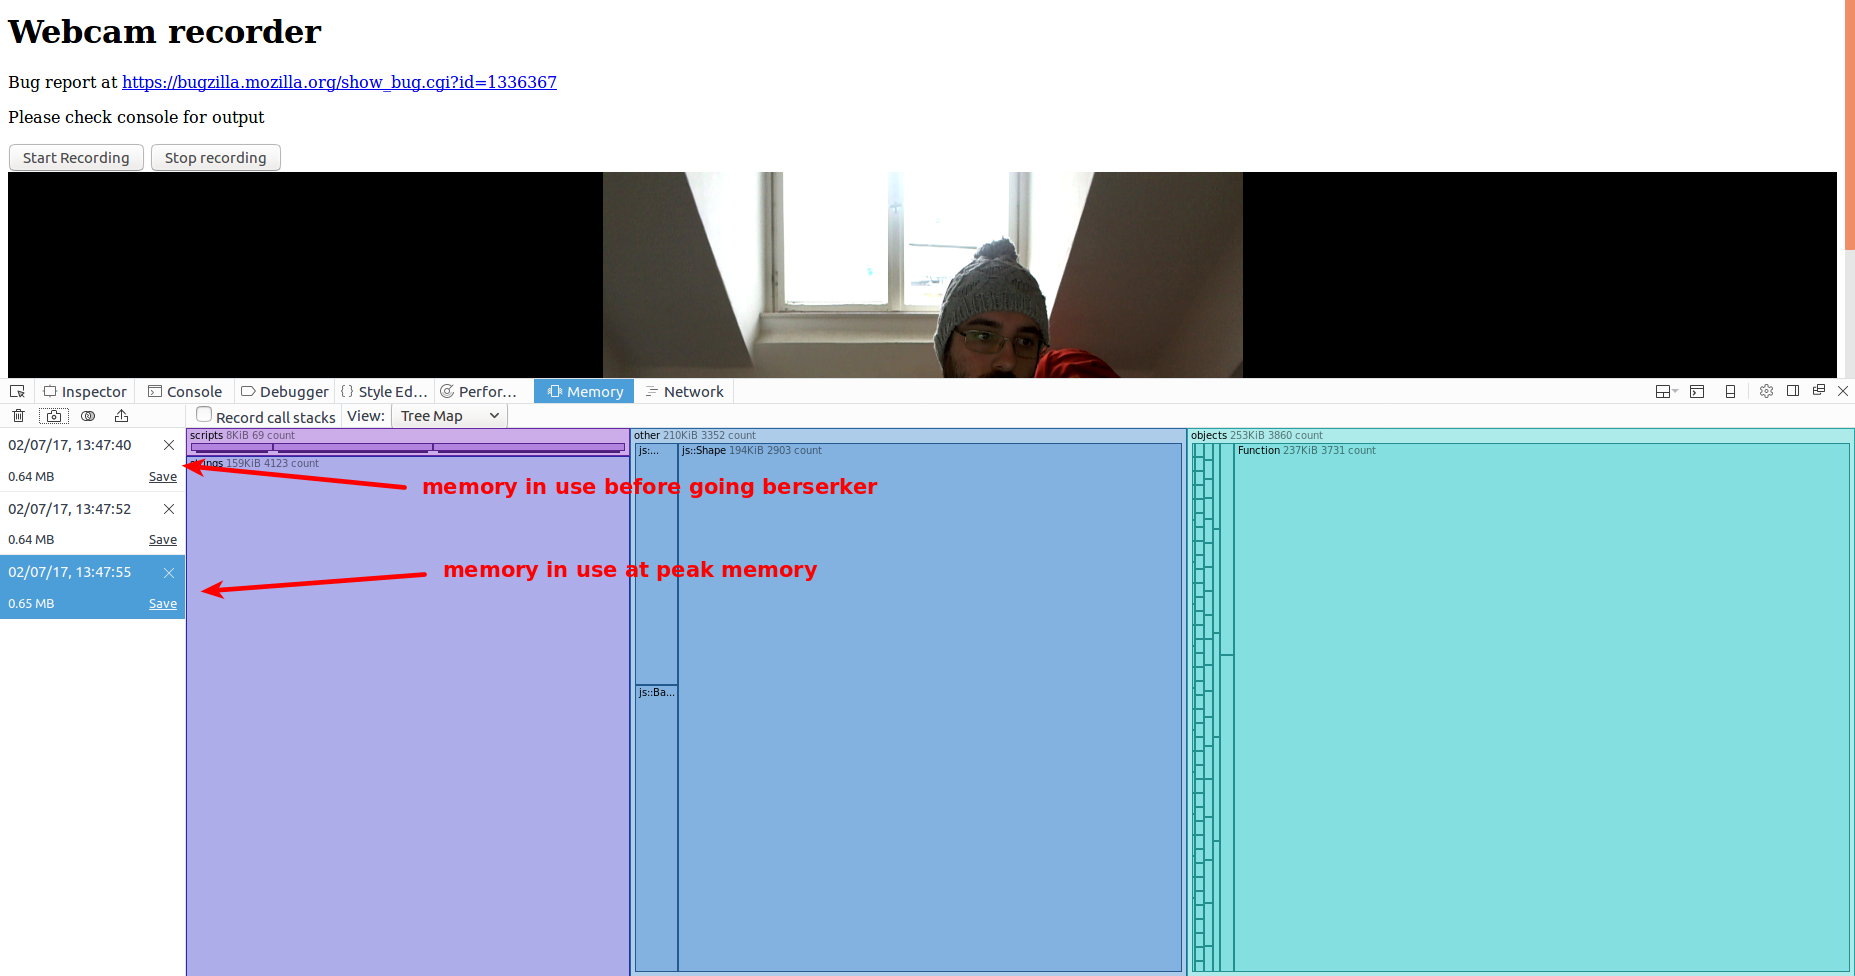 Webcam recorder
Bug report at https://bugzilla.mozilla.org/show_bug.cgi?id=1336367
Please check console for output
Start Recording Stop recording
Inspector Console Debugger Style Ed... Perfor... Memory Network
Record call stacks View: Tree Map
02/07/17, 13:47:40
0.64 MB Save
02/07/17, 13:47:52
0.64 MB Save
02/07/17, 13:47:55
0.65 MB Save
scripts 8KiB 69 count
strings 159KiB 4123 count
other 210KiB 3352 count
js:... js::Shape 194KiB 2903 count
js::Ba...
objects 253KiB 3860 count
Function 237KiB 3731 count
memory in use before going berserker
memory in use at peak memory